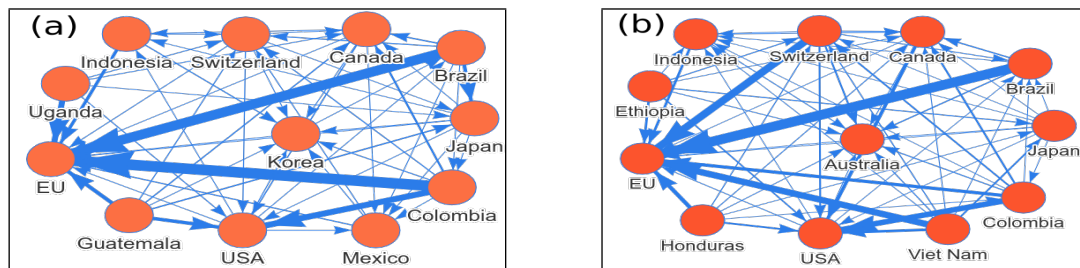 (a)
Indonesia
Switzerland
Canada
Brazil
Uganda
Korea
Japan
EU
Colombia
Guatemala
USA
Mexico
(b)
Indonesia
Switzerland
Canada
Brazil
Ethiopia
Australia
Japan
EU
Colombia
Honduras
USA
Viet Nam